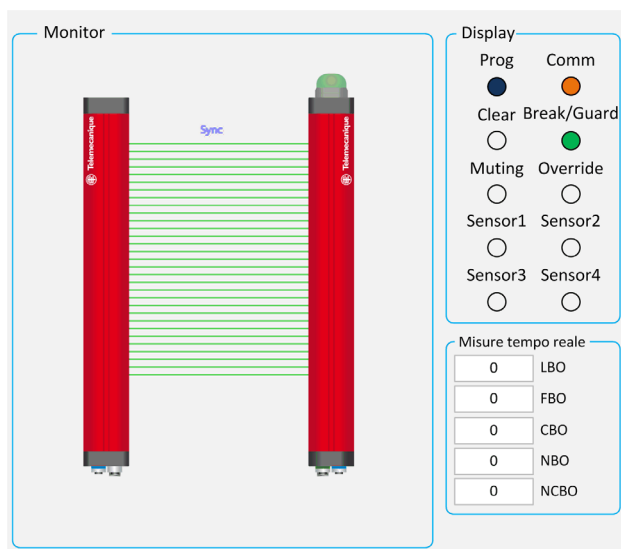 Monitor
Sync
Telemecanique
Telemecanique
Display
Prog Comm
Clear Break/Guard
Muting Override
Sensor1 Sensor2
Sensor3 Sensor4
Misure tempo reale
0 LBO
0 FBO
0 CBO
0 NBO
0 NCBO